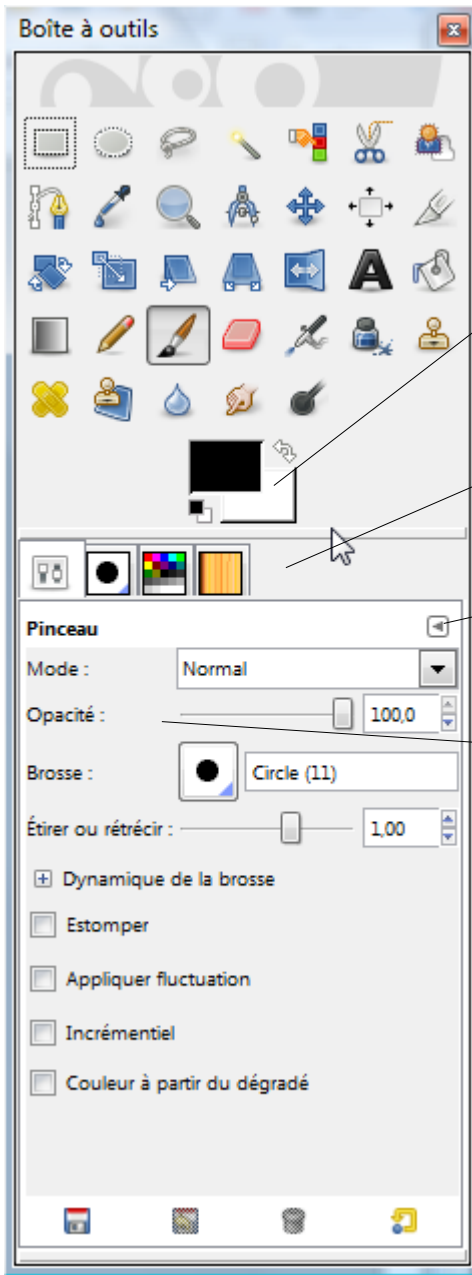 Boîte à outils
Pinceau
Mode : Normal
Opacité : 100,0
Brosse : Circle (11)
Étirer ou rétrécir : 1,00
Dynamique de la brosse
Estomper
Appliquer fluctuation
Incrémentiel
Couleur à partir du dégradé